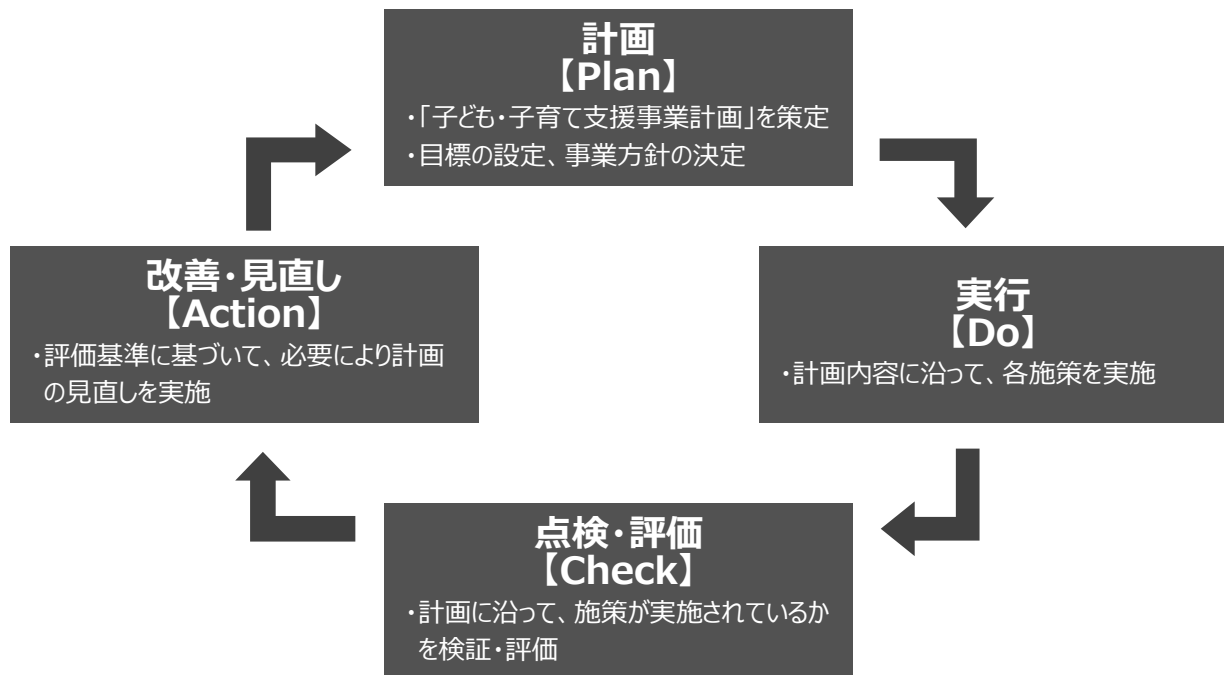 計画
【Plan】
・「子ども・子育て支援事業計画」を策定
・目標の設定、事業方針の決定
改善・見直し
【Action】
・評価基準に基づいて、必要により計画
の見直しを実施
実行
【Do】
・計画内容に沿って、各施策を実施
点検・評価
【Check】
・計画に沿って、施策が実施されているか
を検証・評価